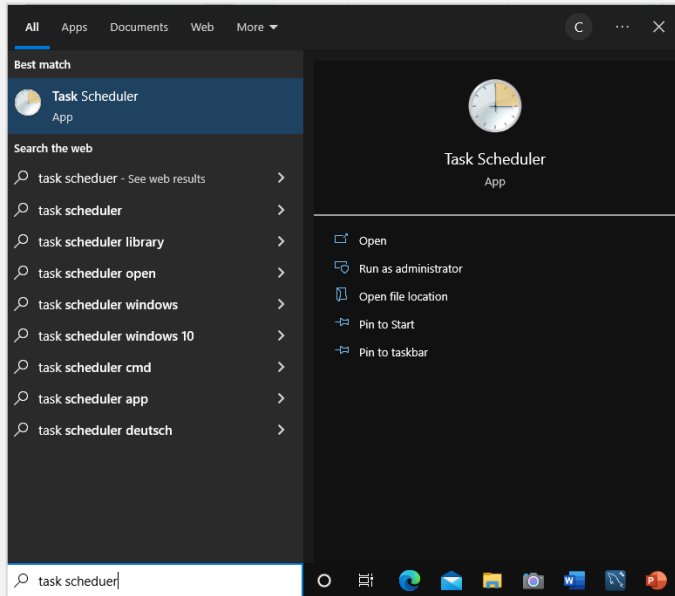 All Apps Documents Web More C
Best match
Task Scheduler
App
Search the web
task scheduer - See web results
task scheduler
task scheduler library
task scheduler open
task scheduler windows
task scheduler windows 10
task scheduler cmd
task scheduler app
task scheduler deutsch
Task Scheduler
App
Open
Run as administrator
Open file location
Pin to Start
Pin to taskbar
task scheduer
W
P